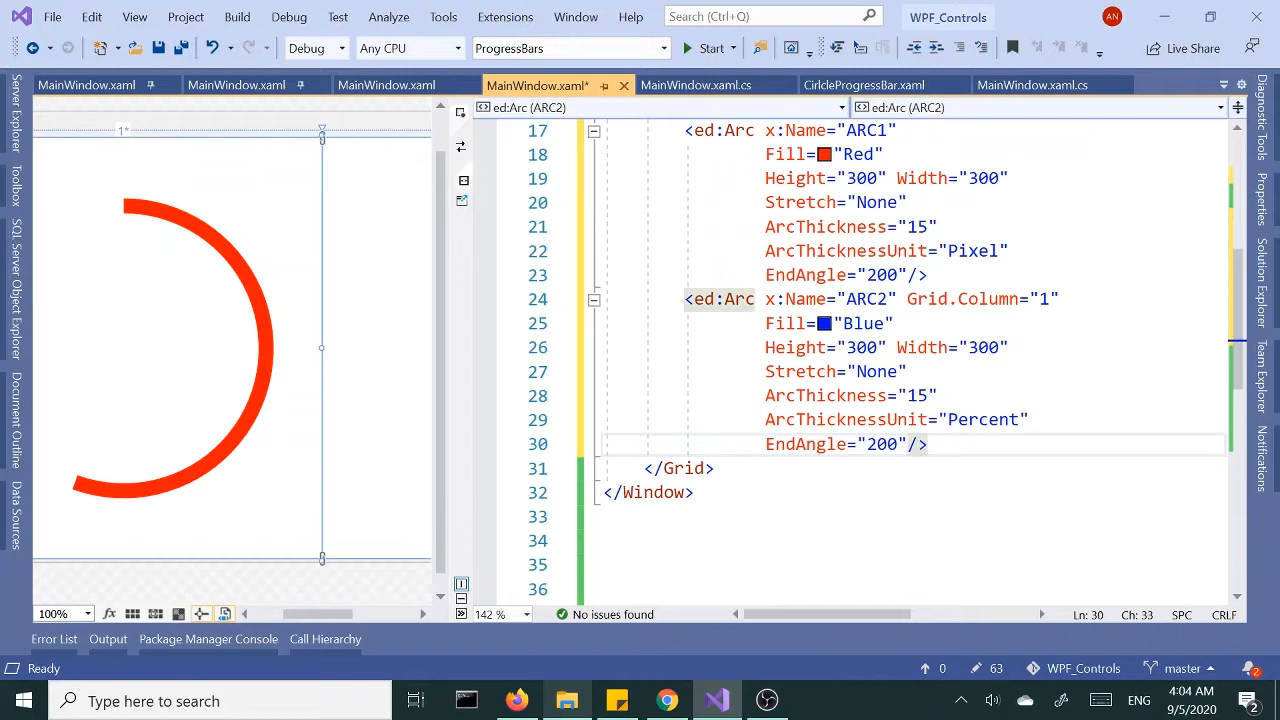 File Edit View Project Build Debug Test Analyze Tools Extensions Window Help Search (Ctrl+Q) WPF_Controls AN
Debug Any CPU ProgressBars Start Live Share
MainWindow.xaml MainWindow.xaml MainWindow.xaml MainWindow.xaml* MainWindow.xaml.cs CirlcleProgressBar.xaml MainWindow.xaml.cs
ed:Arc (ARC2) ed:Arc (ARC2)
Server Explorer
Toolbox
SQL Server Object Explorer
Document Outline
Data Sources
1*
17 <ed:Arc x:Name="ARC1"
18 Fill="Red"
19 Height="300" Width="300"
20 Stretch="None"
21 ArcThickness="15"
22 ArcThicknessUnit="Pixel"
23 EndAngle="200"/>
24 <ed:Arc x:Name="ARC2" Grid.Column="1"
25 Fill="Blue"
26 Height="300" Width="300"
27 Stretch="None"
28 ArcThickness="15"
29 ArcThicknessUnit="Percent"
30 EndAngle="200"/>
31 </Grid>
32 </Window>
33
34
35
36
Diagnostic Tools
Properties
Solution Explorer
Team Explorer
Notifications
100% fx 142 % No issues found Ln: 30 Ch: 33 SPC CRLF
Error List Output Package Manager Console Call Hierarchy
Ready 0 63 WPF_Controls master 2
Type here to search ENG 1:04 AM
9/5/2020 2